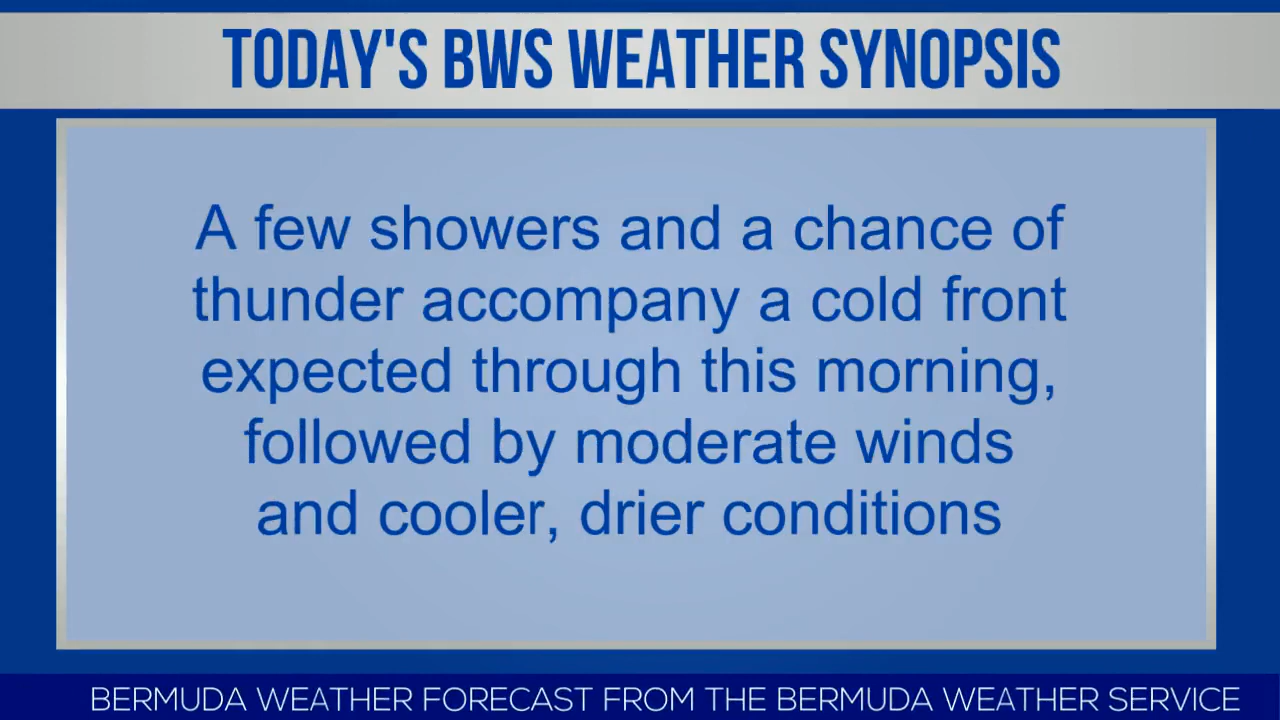 TODAY'S BWS WEATHER SYNOPSIS
A few showers and a chance of
thunder accompany a cold front
expected through this morning,
followed by moderate winds
and cooler, drier conditions
BERMUDA WEATHER FORECAST FROM THE BERMUDA WEATHER SERVICE